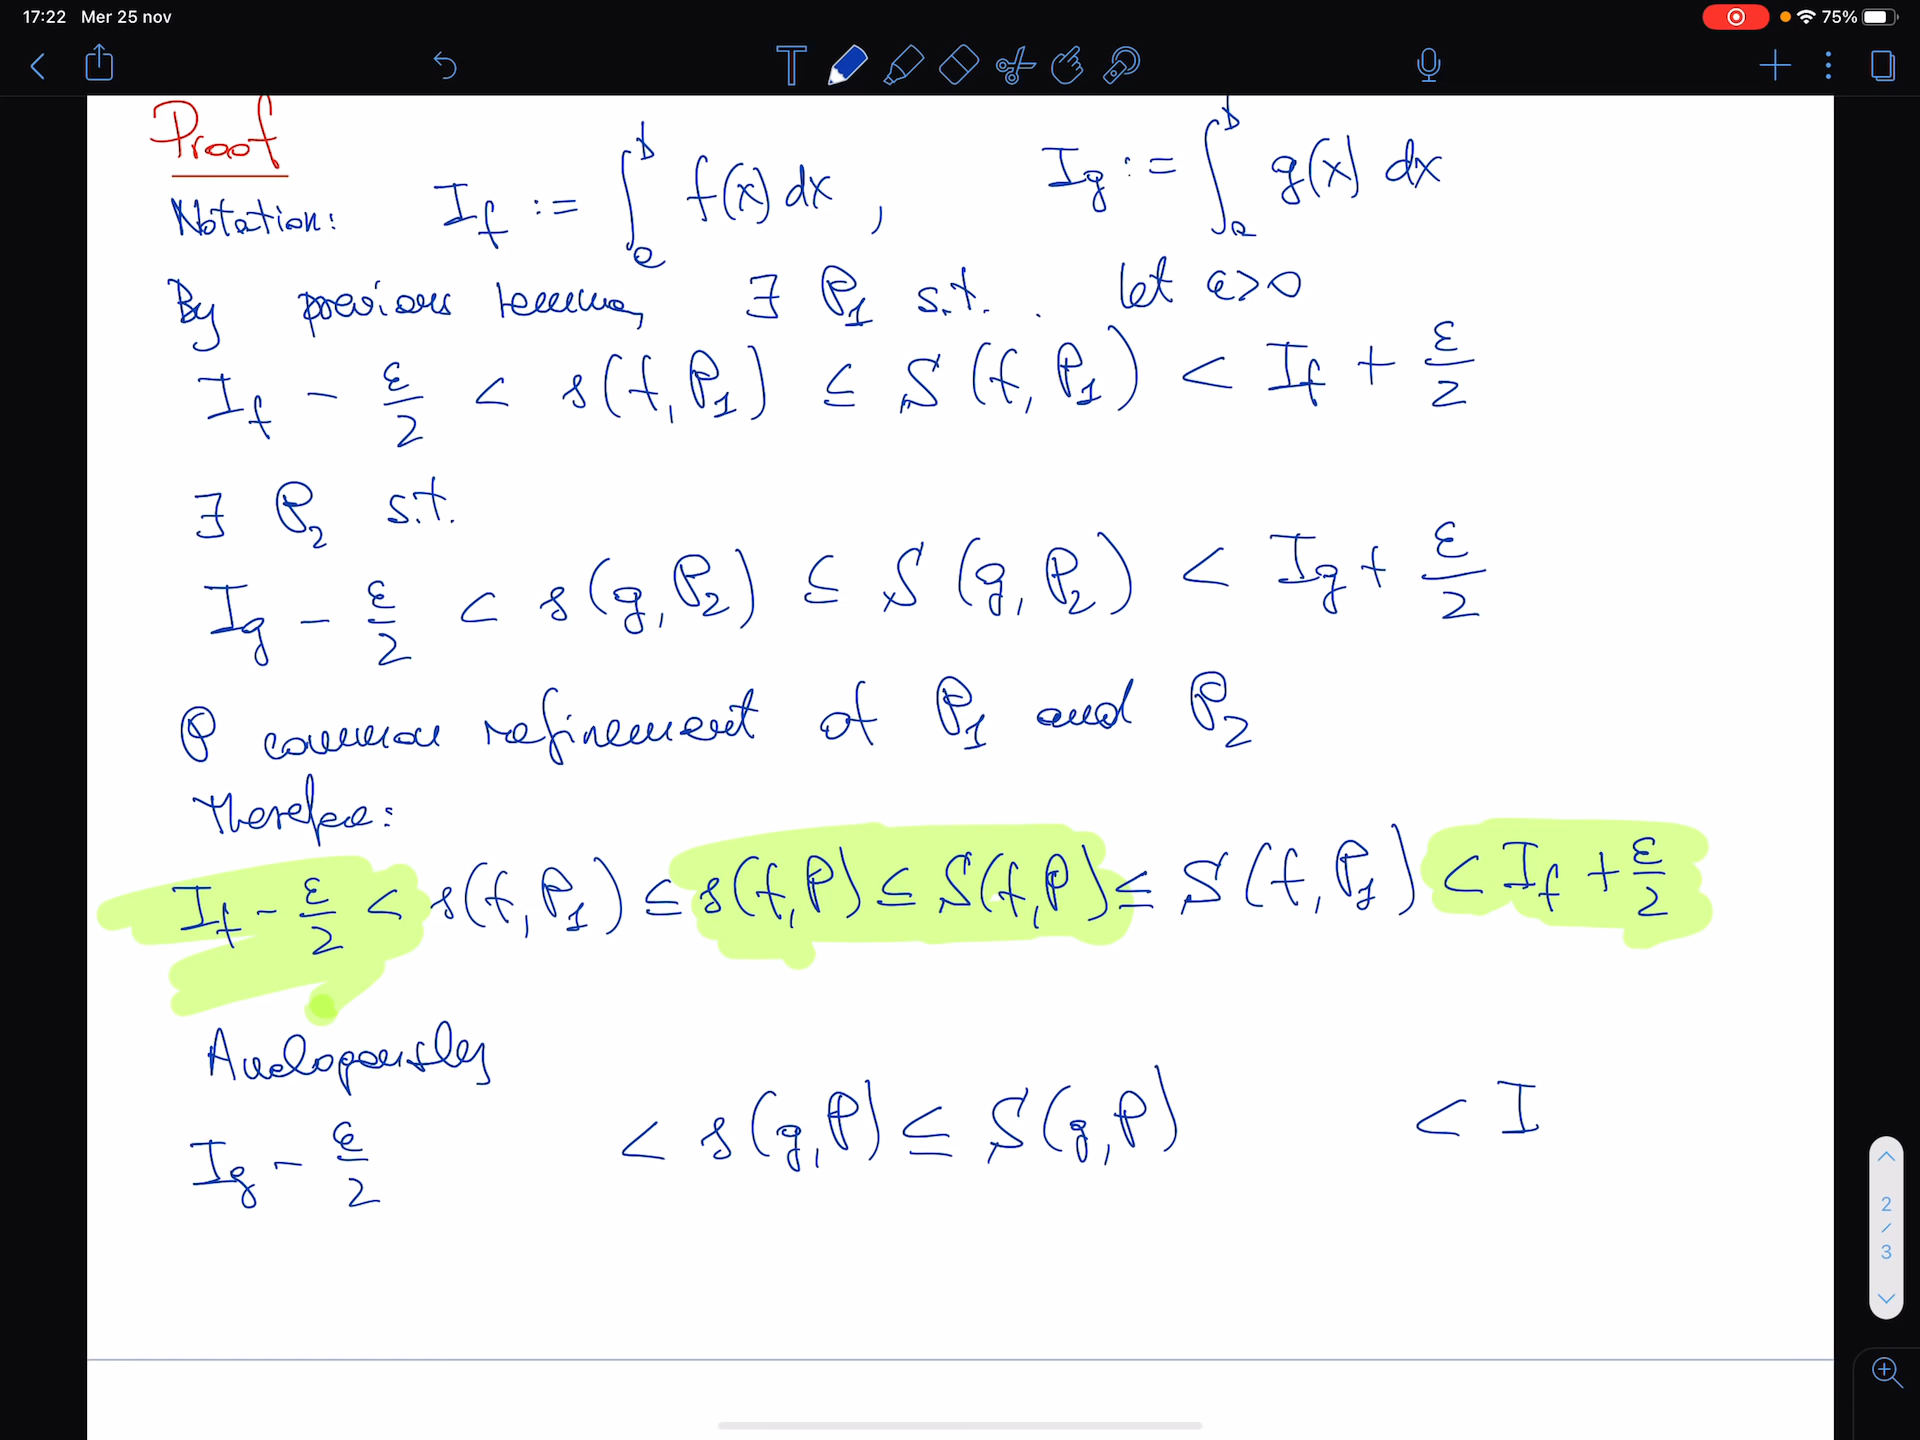 17:22 Mer 25 nov 75%
Proof
Notation: I_f := ∫_a^b f(x) dx, I_g := ∫_a^b g(x) dx
By previous lemma, ∃ P_1 s.t. let ε>0
I_f - ε/2 < s(f, P_1) ≤ S(f, P_1) < I_f + ε/2
∃ P_2 s.t.
I_g - ε/2 < s(g, P_2) ≤ S(g, P_2) < I_g + ε/2
P common refinement of P_1 and P_2
Therefore:
I_f - ε/2 < s(f, P_1) ≤ s(f, P) ≤ S(f, P) ≤ S(f, P_1) < I_f + ε/2
Analogously
I_g - ε/2 < s(g, P) ≤ S(g, P) < I
2
/
3